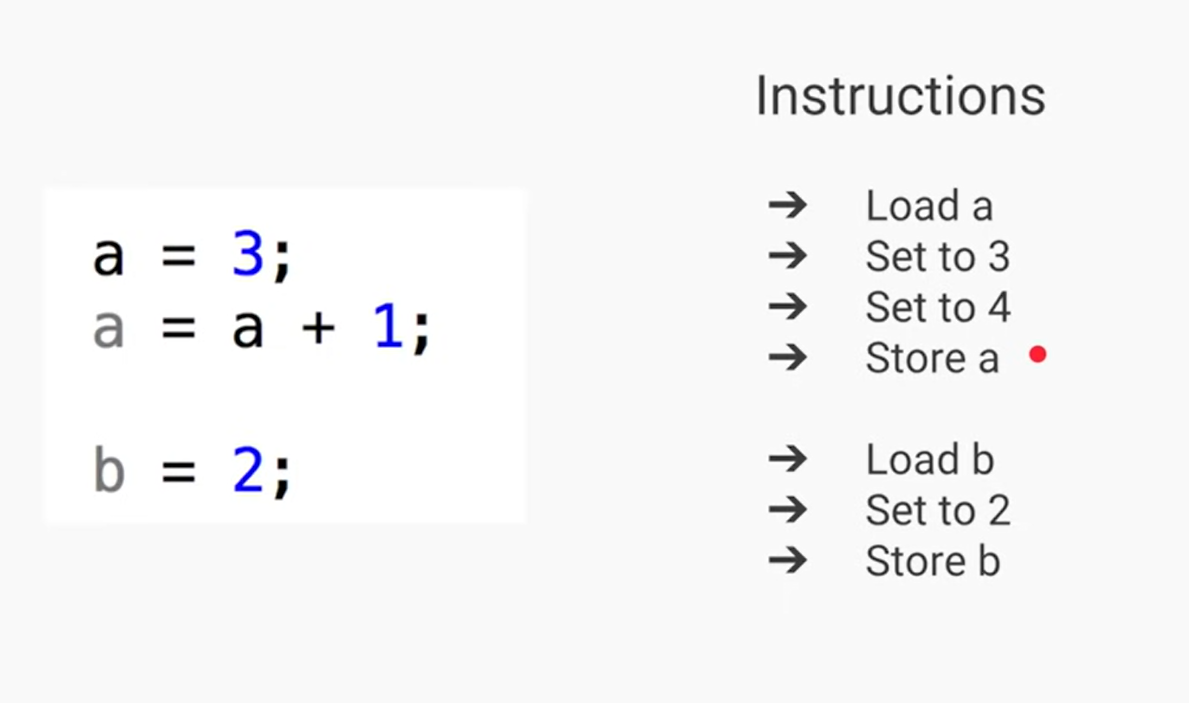 Instructions
a = 3;
a = a + 1;
b = 2;
➔ Load a
➔ Set to 3
➔ Set to 4
➔ Store a
➔ Load b
➔ Set to 2
➔ Store b